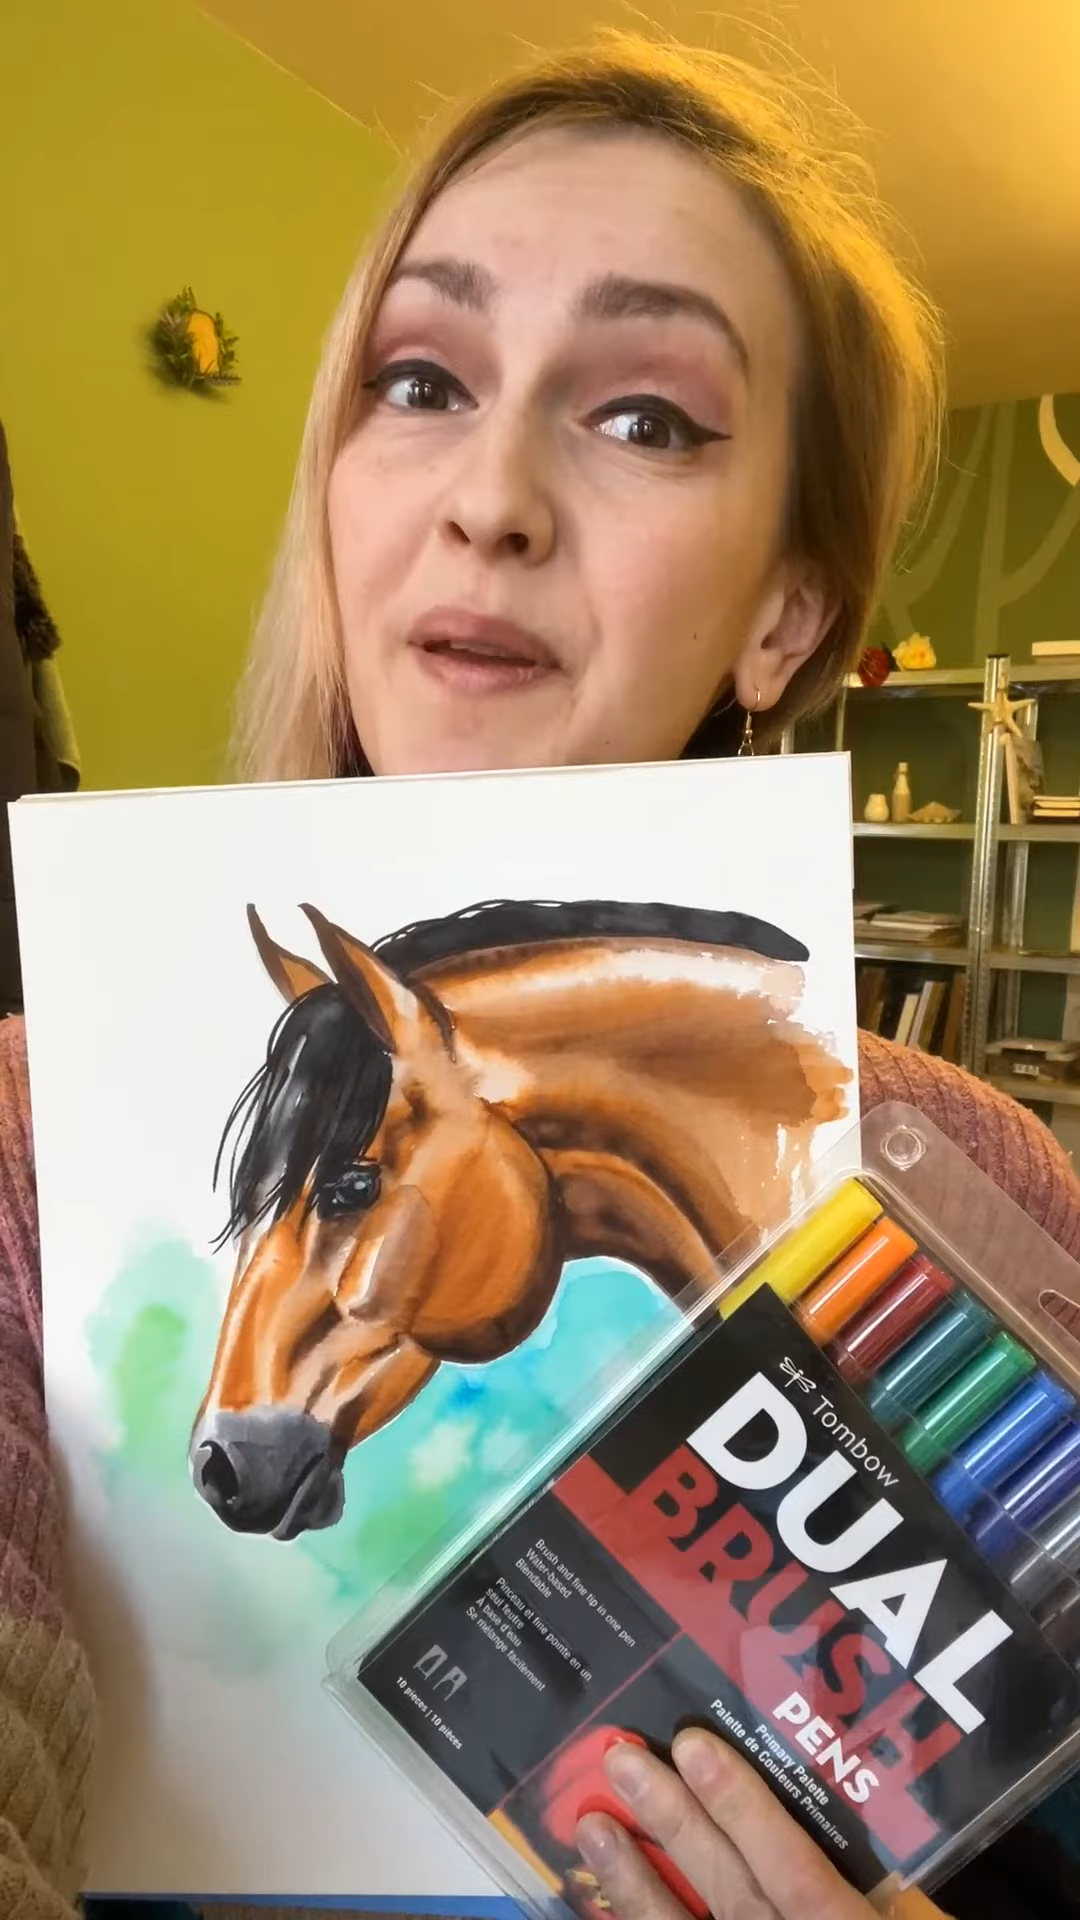 Tombow
DUAL
BRUSH
PENS
Primary Palette
Palette de Couleurs Primaires
Brush and fine tip in one pen
Water-based
Blendable
Pinceau et fine pointe en un
seul feutre
À base d'eau
Se mélange facilement
10 pieces | 10 pièces